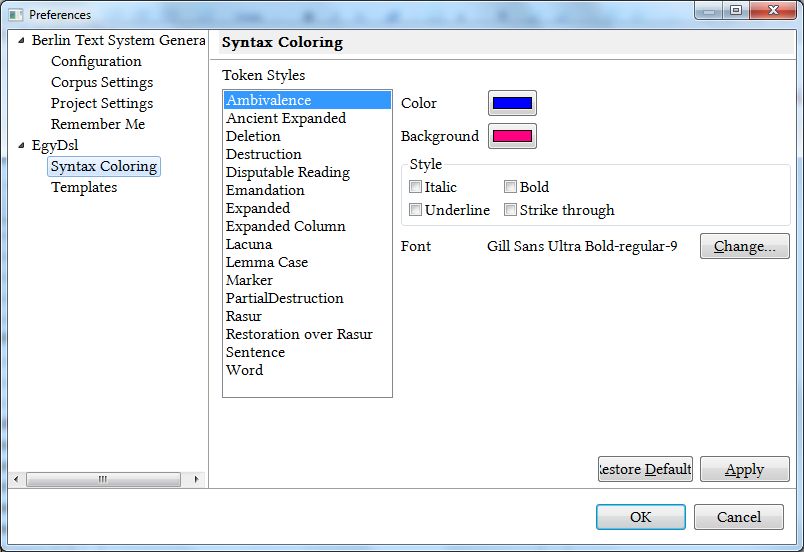 Preferences
Berlin Text System Genera
Configuration
Corpus Settings
Project Settings
Remember Me
EgyDsl
Syntax Coloring
Templates
Syntax Coloring
Token Styles
Ambivalence
Ancient Expanded
Deletion
Destruction
Disputable Reading
Emandation
Expanded
Expanded Column
Lacuna
Lemma Case
Marker
PartialDestruction
Rasur
Restoration over Rasur
Sentence
Word
Color
Background
Style
Italic Bold
Underline Strike through
Font Gill Sans Ultra Bold-regular-9 Change...
estore Default Apply
OK Cancel